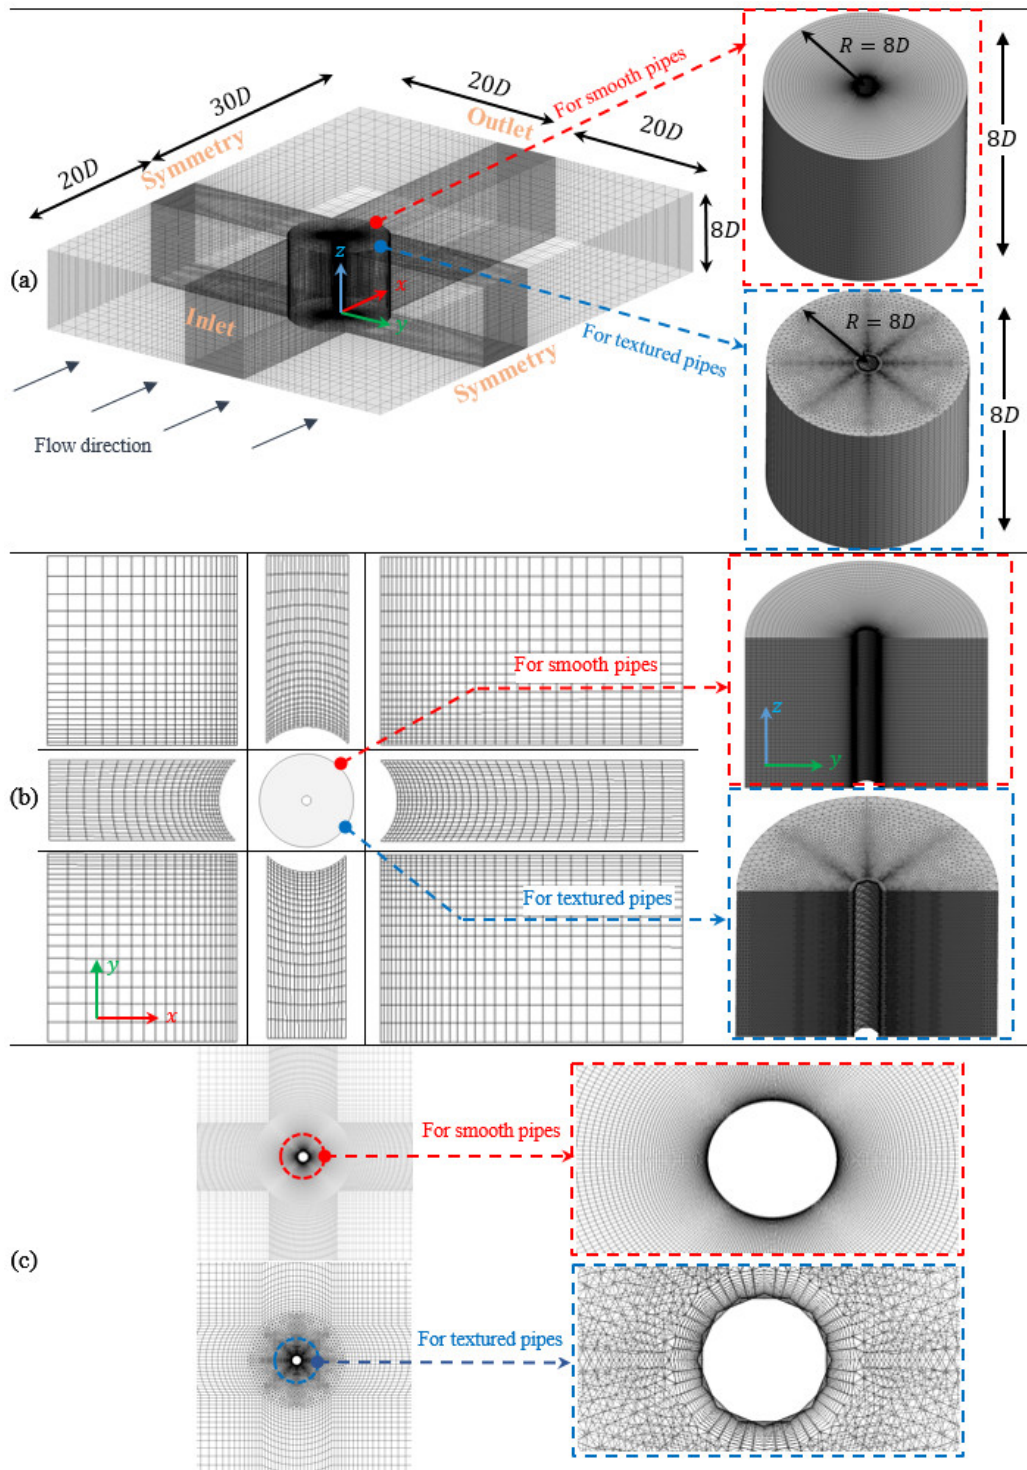 (a)
20D
30D
Symmetry
20D
Outlet
20D
8D
For smooth pipes
For textured pipes
z
x
y
Inlet
Symmetry
Flow direction
R = 8D
8D
R = 8D
8D
(b)
For smooth pipes
For textured pipes
y
x
z
y
(c)
For smooth pipes
For textured pipes